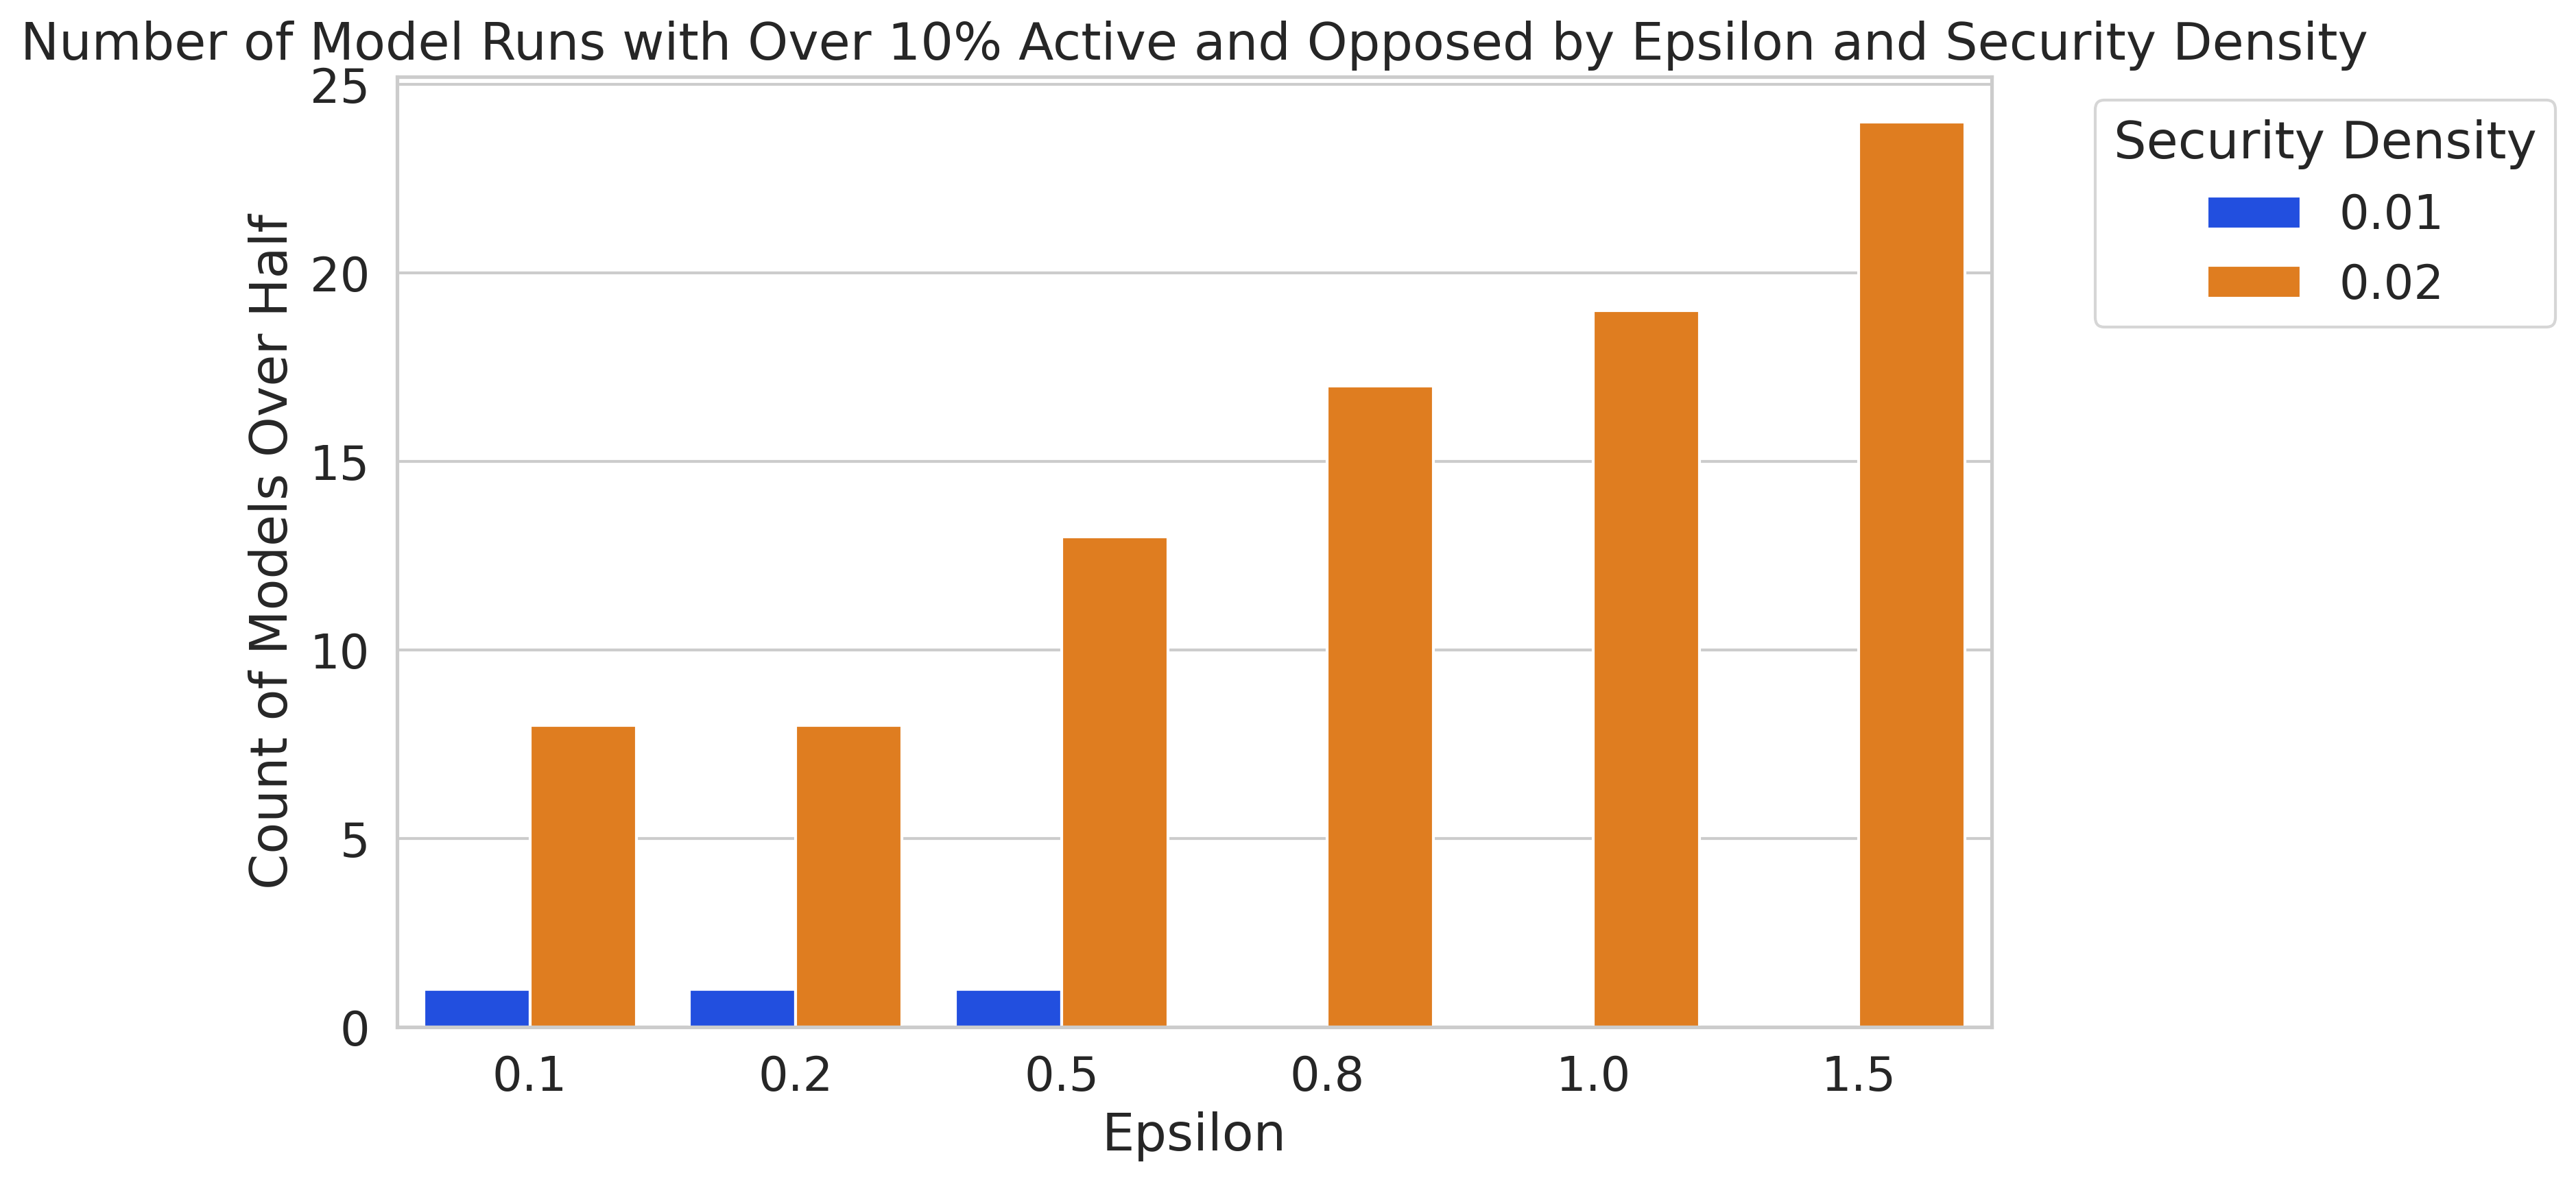 Number of Model Runs with Over 10% Active and Opposed by Epsilon and Security Density
Count of Models Over Half
25
20
15
10
5
0
0.1 0.2 0.5 0.8 1.0 1.5
Epsilon
Security Density
0.01
0.02